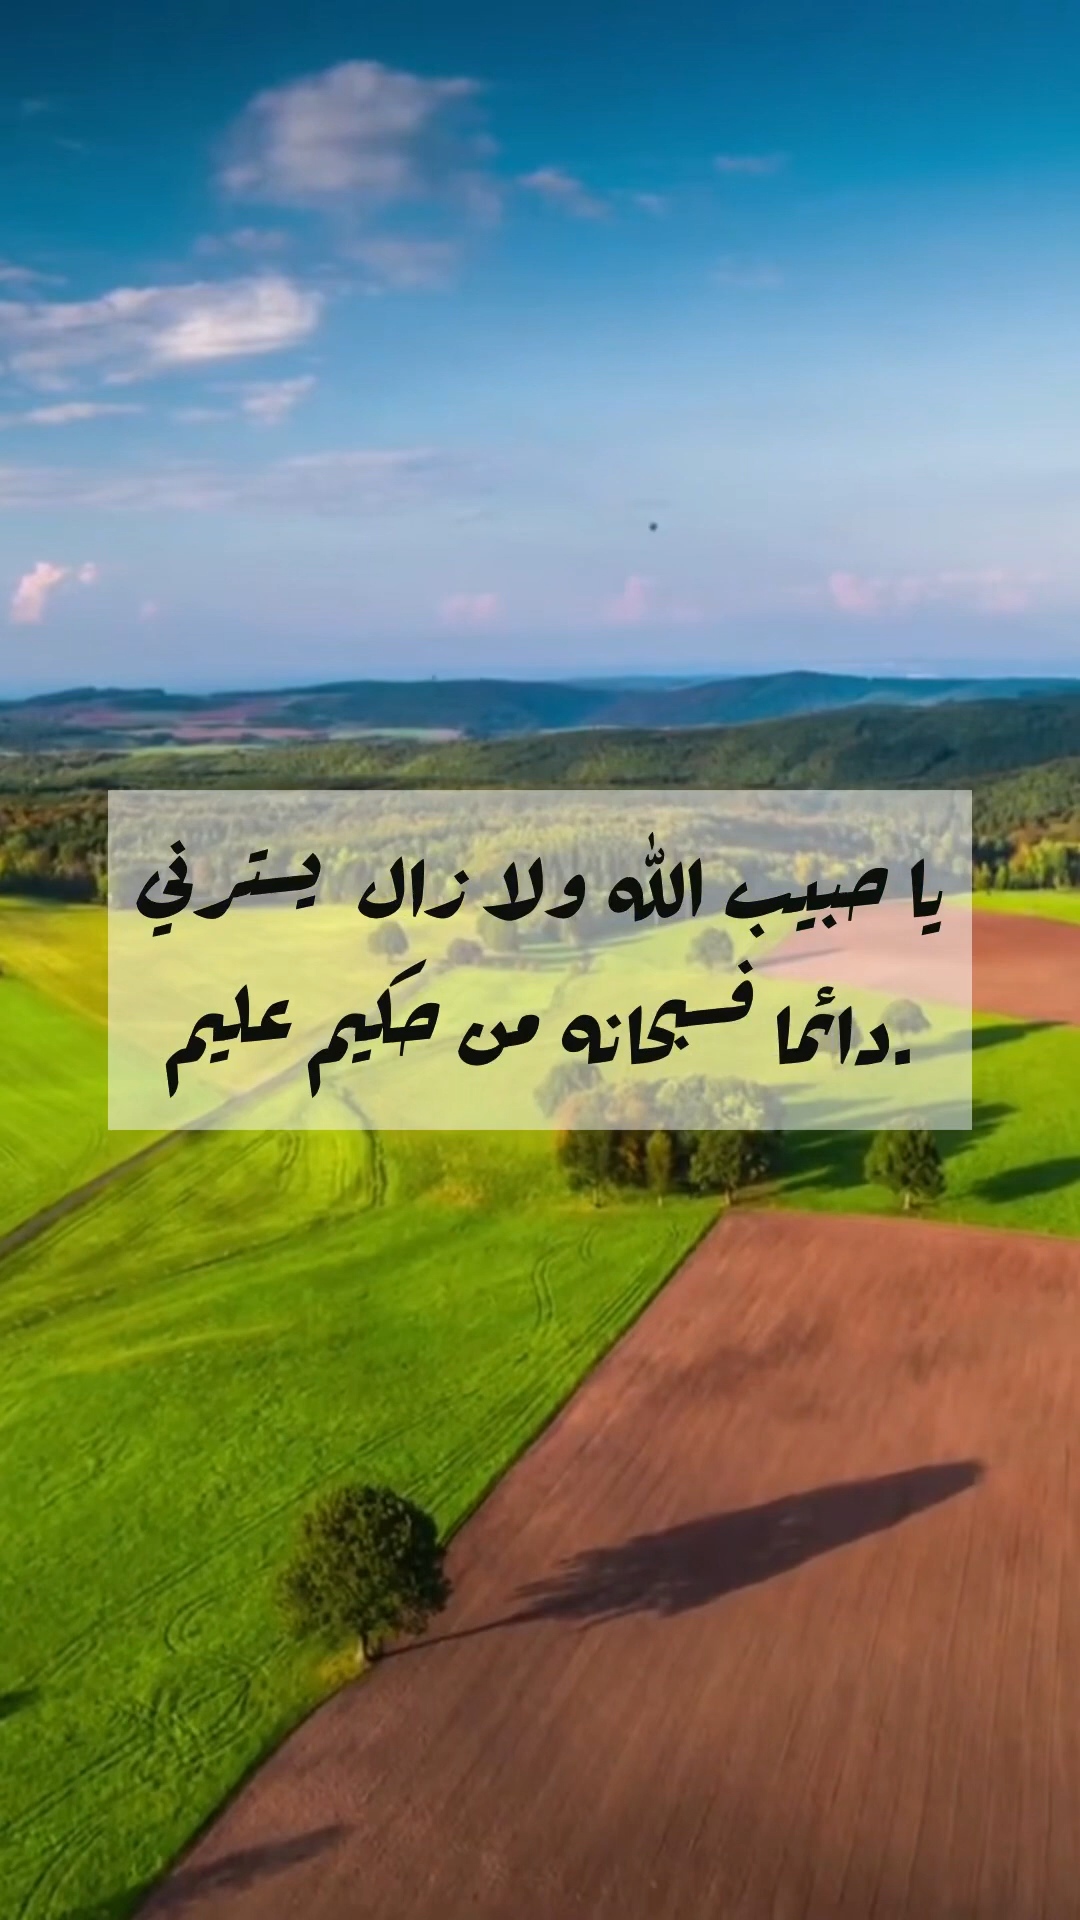 يا حبيب الله ولا زال يسترني
دائما فسبحانه من حكيم عليم.